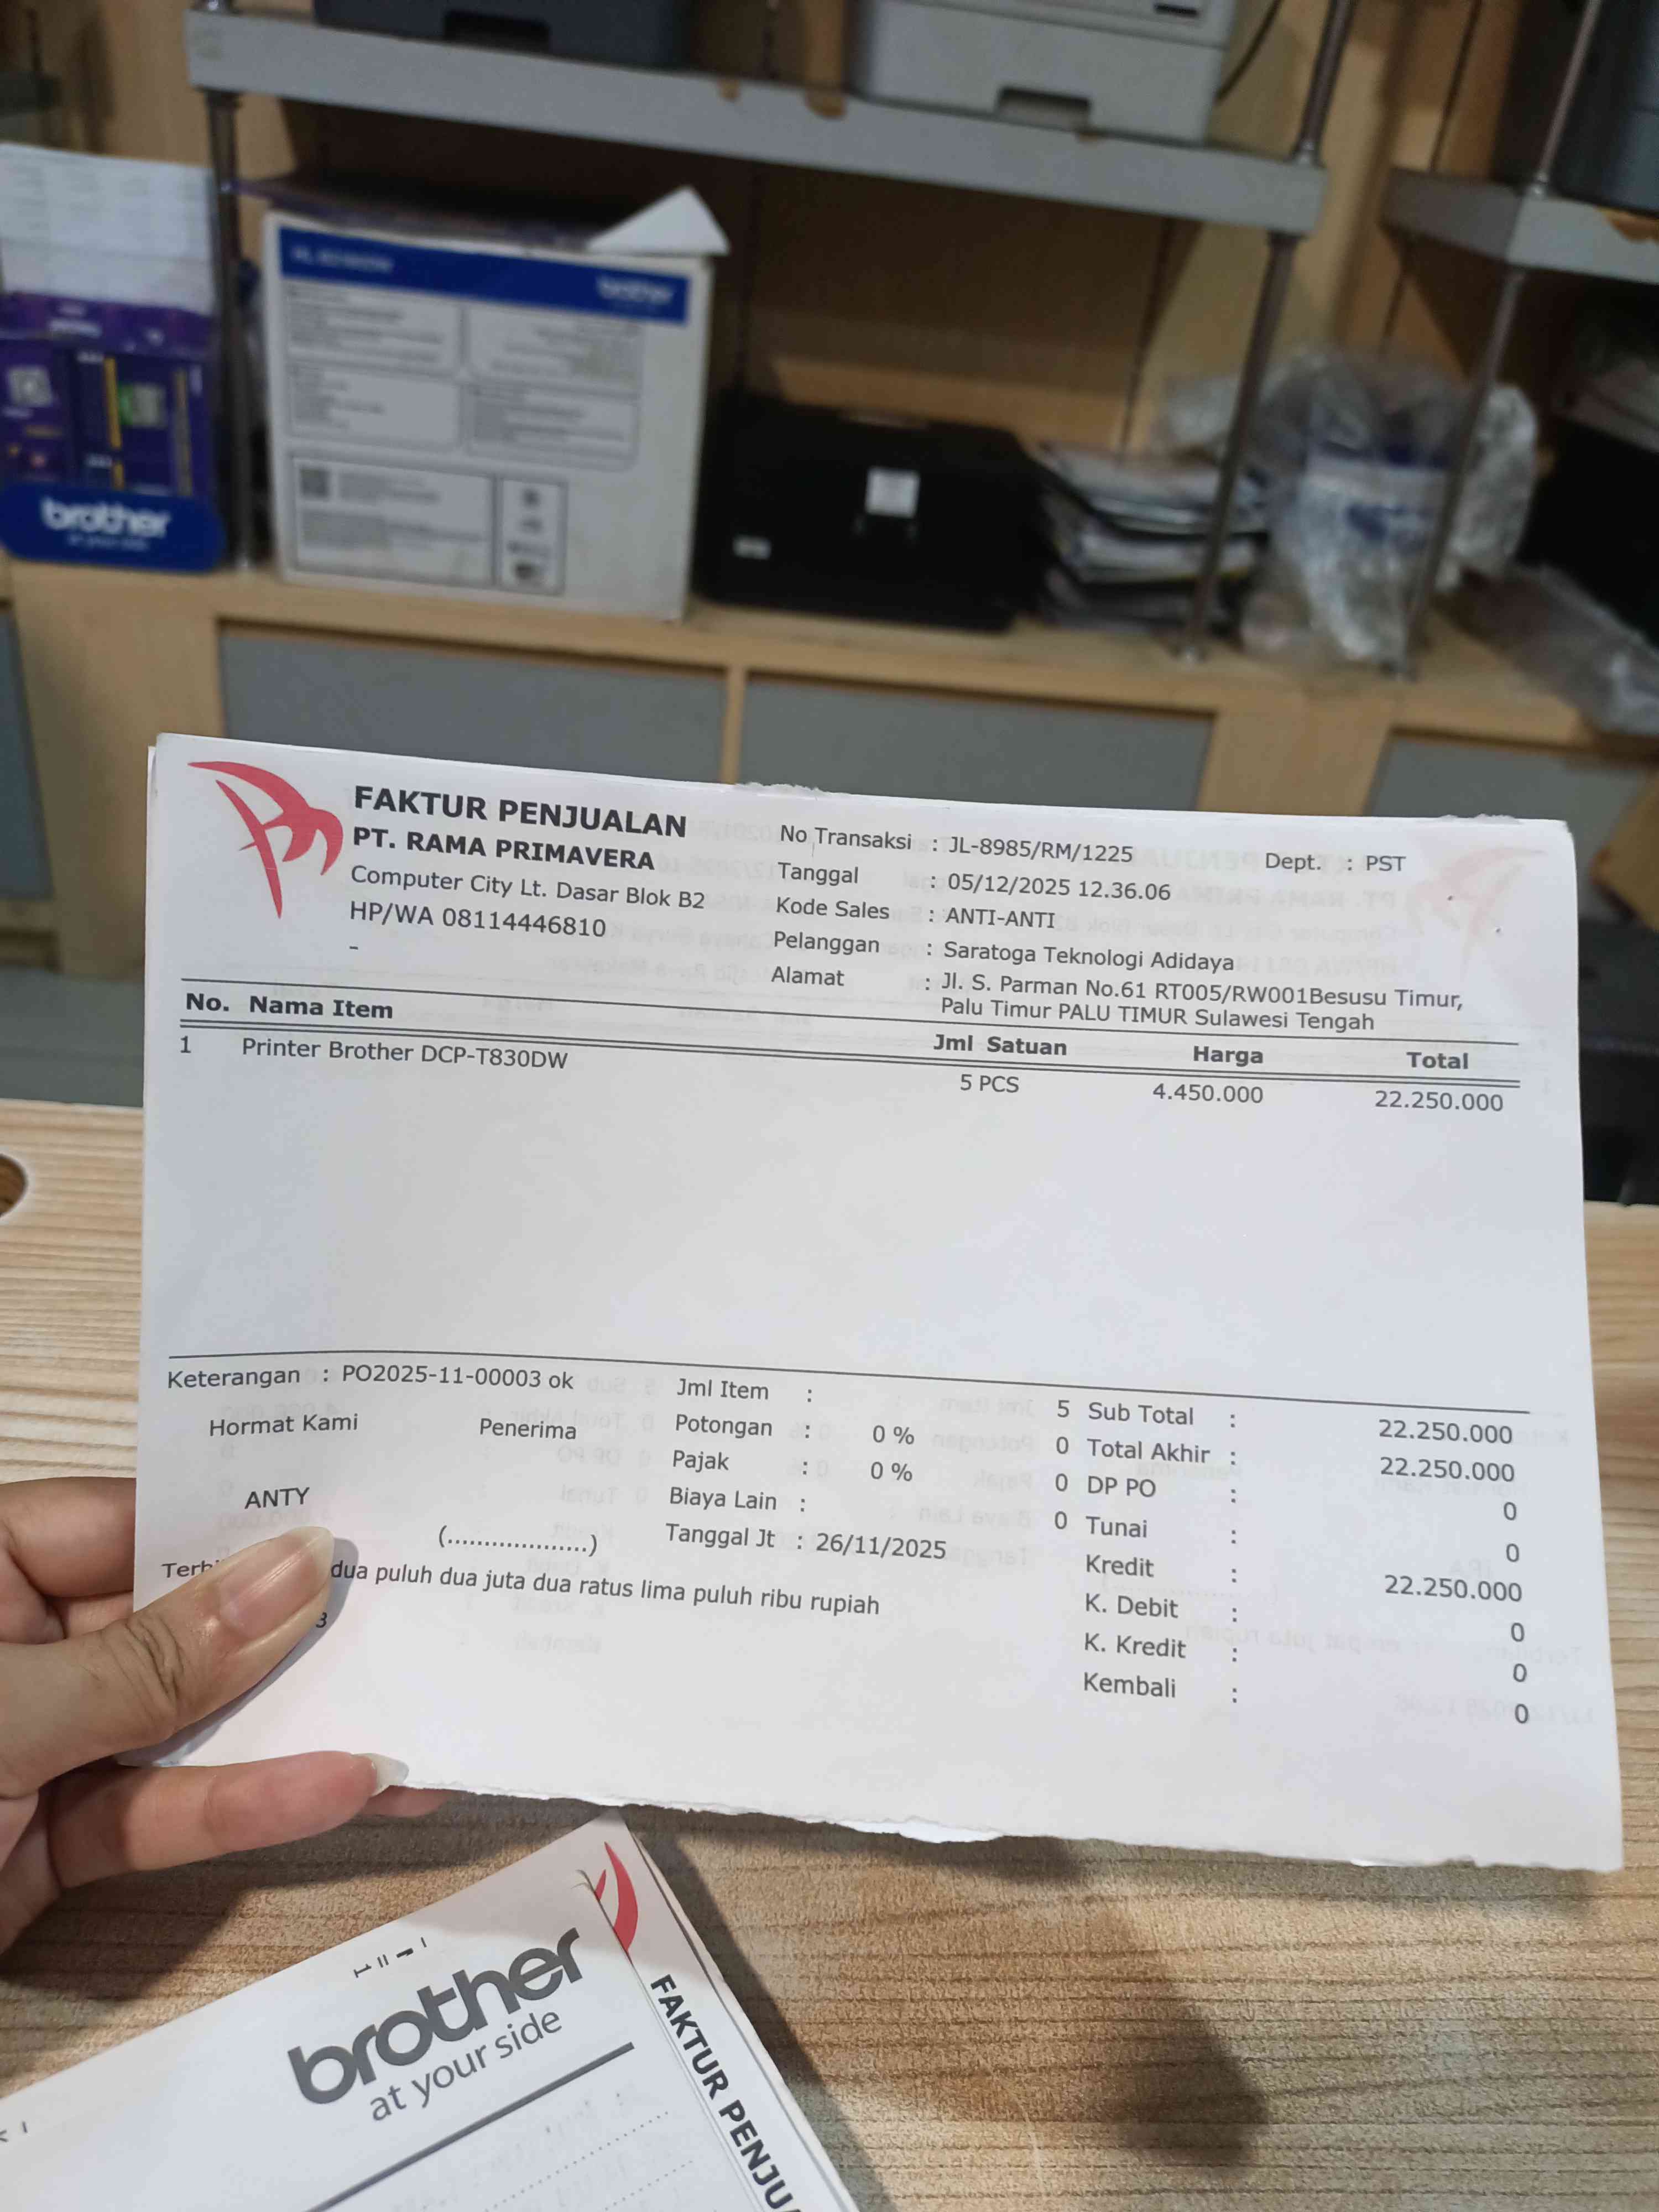 brother
brother
FAKTUR PENJUALAN
PT. RAMA PRIMAVERA
Computer City Lt. Dasar Blok B2
HP/WA 08114446810
-
No Transaksi : JL-8985/RM/1225
Dept. : PST
Tanggal : 05/12/2025 12.36.06
Kode Sales : ANTI-ANTI
Pelanggan : Saratoga Teknologi Adidaya
Alamat : Jl. S. Parman No.61 RT005/RW001Besusu Timur,
Palu Timur PALU TIMUR Sulawesi Tengah
No. Nama Item Jml Satuan Harga Total
1 Printer Brother DCP-T830DW 5 PCS 4.450.000 22.250.000
Keterangan : PO2025-11-00003 ok
Hormat Kami Penerima
ANTY
(...................)
Jml Item : 5
Potongan : 0 % 0
Pajak : 0 % 0
Biaya Lain : 0
Tanggal Jt : 26/11/2025
Sub Total : 22.250.000
Total Akhir : 22.250.000
DP PO : 0
Tunai : 0
Kredit : 22.250.000
K. Debit : 0
K. Kredit : 0
Kembali : 0
dua puluh dua juta dua ratus lima puluh ribu rupiah
brother
at your side
FAKTUR PENJU